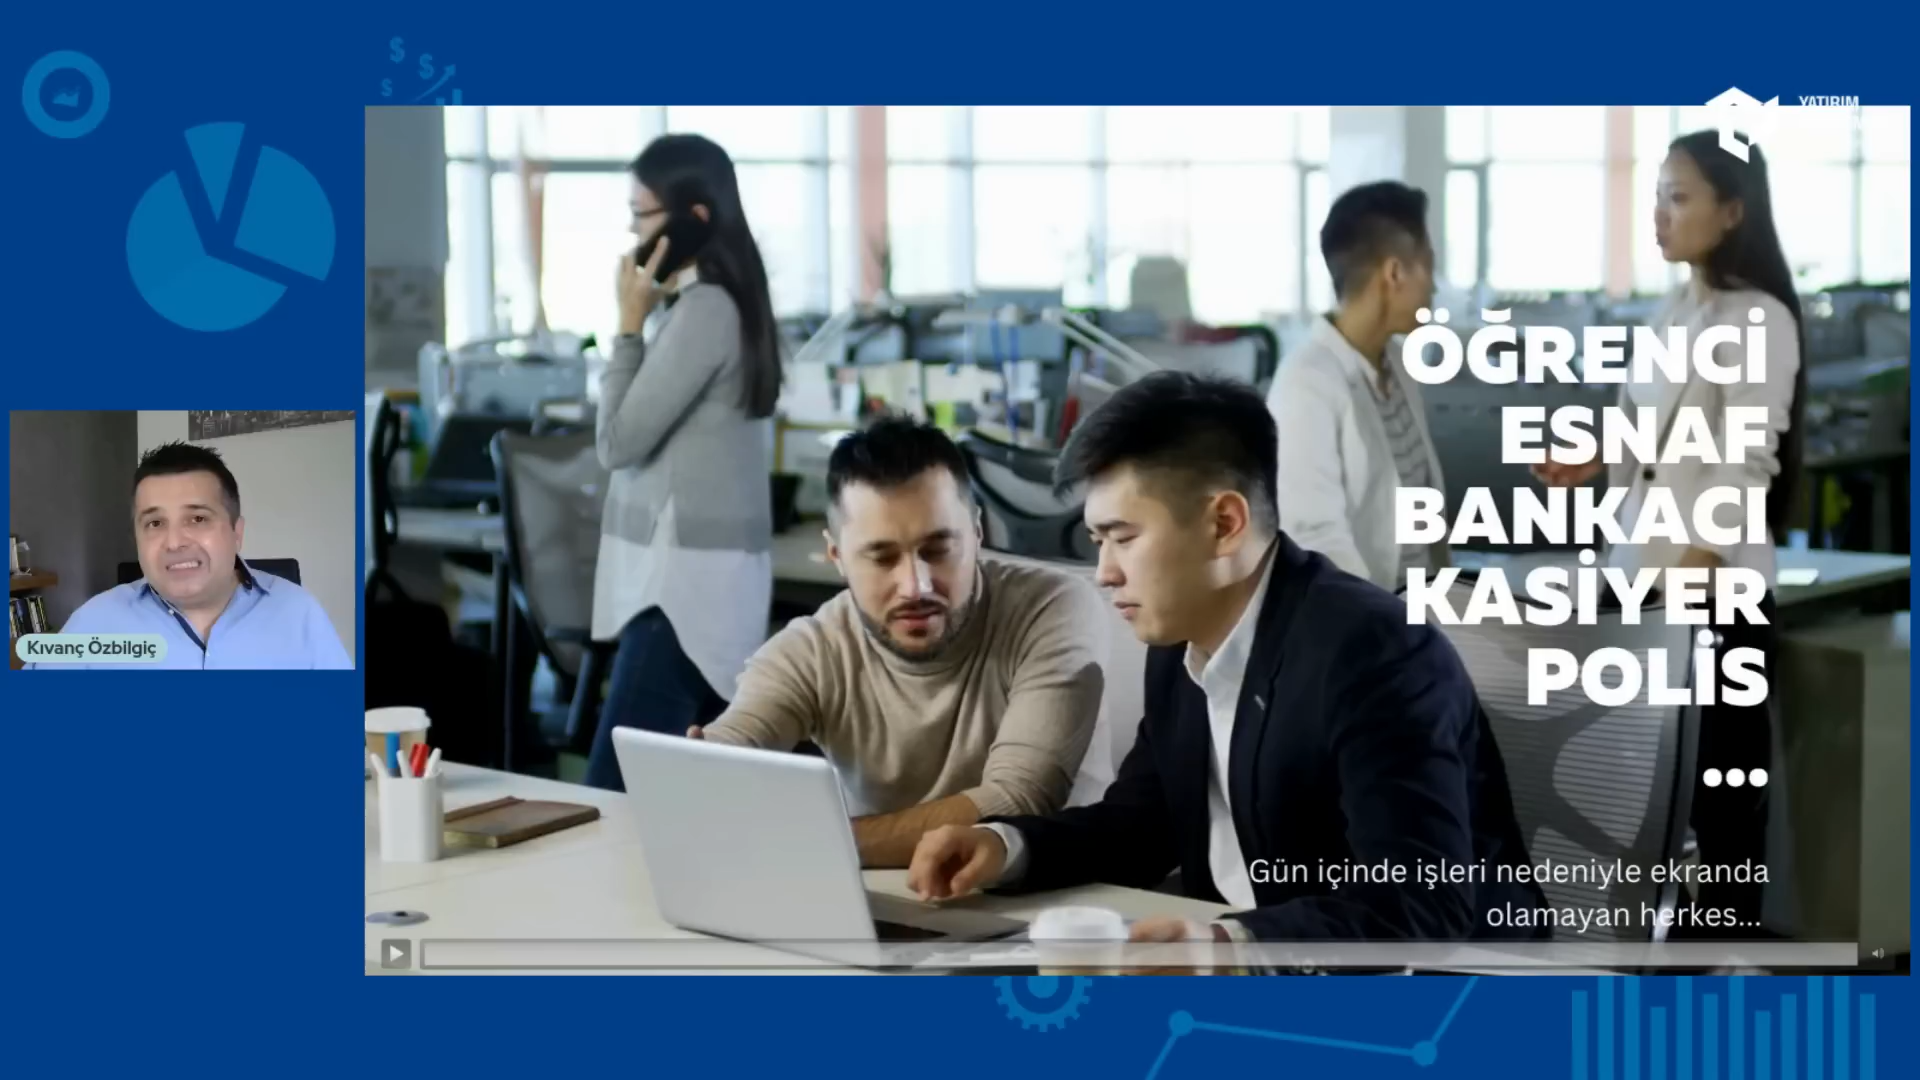 YATIRIM
ÖĞRENCİ
ESNAF
BANKACI
KASİYER
POLİS
...
Gün içinde işleri nedeniyle ekranda
olamayan herkes...
Kıvanç Özbilgiç
$ $
$